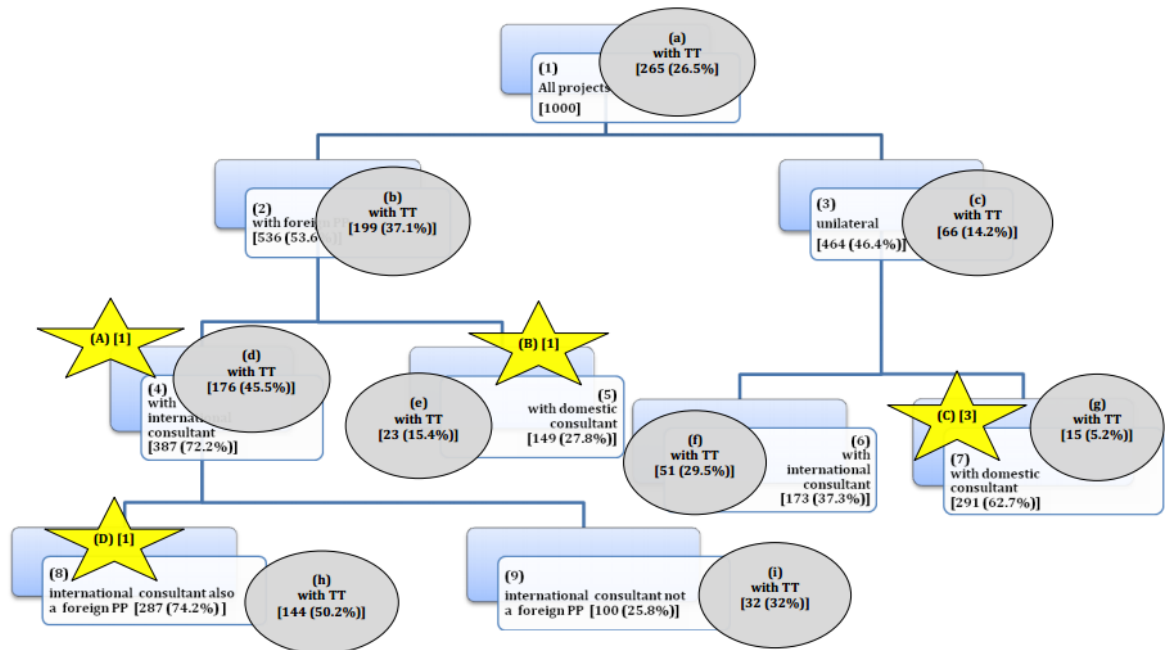 (a)
with TT
[265 (26.5%]
(1)
All projects
[1000]
(b)
with TT
[199 (37.1%)]
(2)
with foreign PP
[536 (53.6%)]
(c)
with TT
[66 (14.2%)]
(3)
unilateral
[464 (46.4%)]
(A) [1]
(d)
with TT
[176 (45.5%)]
(4)
with
international
consultant
[387 (72.2%)]
(B) [1]
(e)
with TT
[23 (15.4%)]
(5)
with domestic
consultant
[149 (27.8%)]
(f)
with TT
[51 (29.5%)]
(6)
with
international
consultant
[173 (37.3%)]
(C) [3]
(g)
with TT
[15 (5.2%)]
(7)
with domestic
consultant
[291 (62.7%)]
(D) [1]
(8)
international consultant also
a foreign PP [287 (74.2%)]
(h)
with TT
[144 (50.2%)]
(9)
international consultant not
a foreign PP [100 (25.8%)]
(i)
with TT
[32 (32%)]